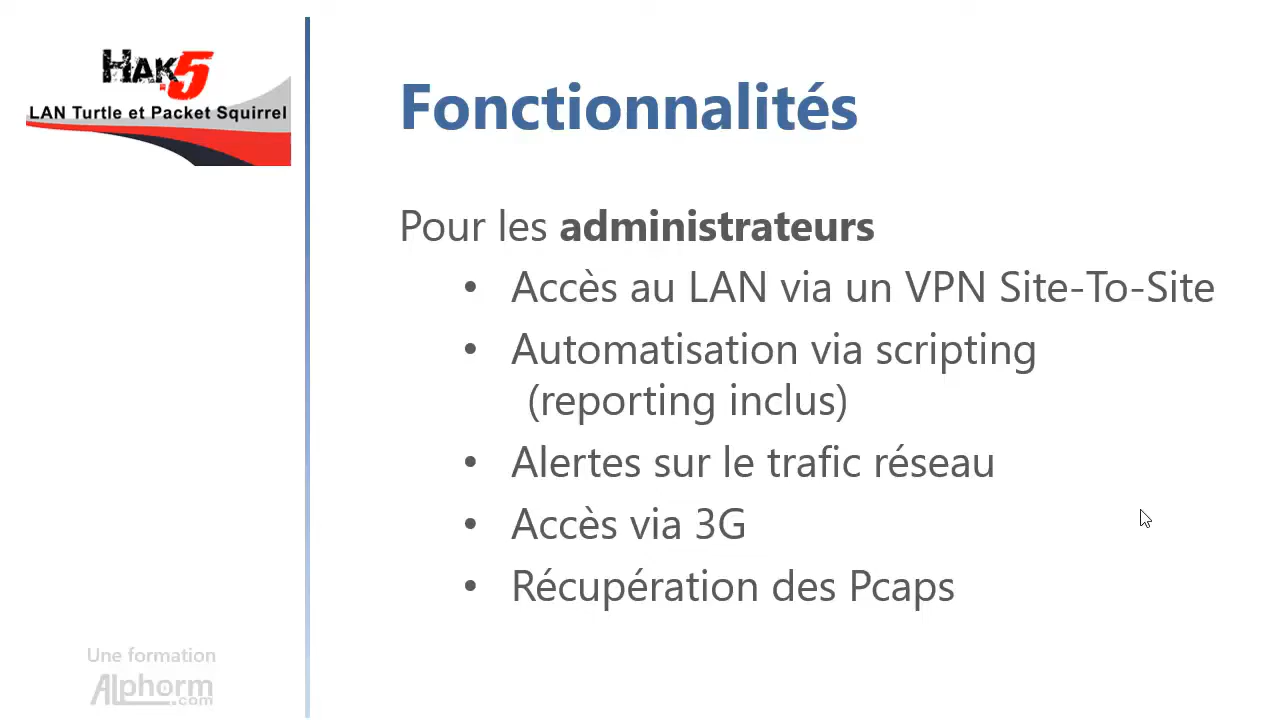 HAK5
LAN Turtle et Packet Squirrel
Fonctionnalités
Pour les administrateurs
• Accès au LAN via un VPN Site-To-Site
• Automatisation via scripting
(reporting inclus)
• Alertes sur le trafic réseau
• Accès via 3G
• Récupération des Pcaps
Une formation
Alphorm
.com